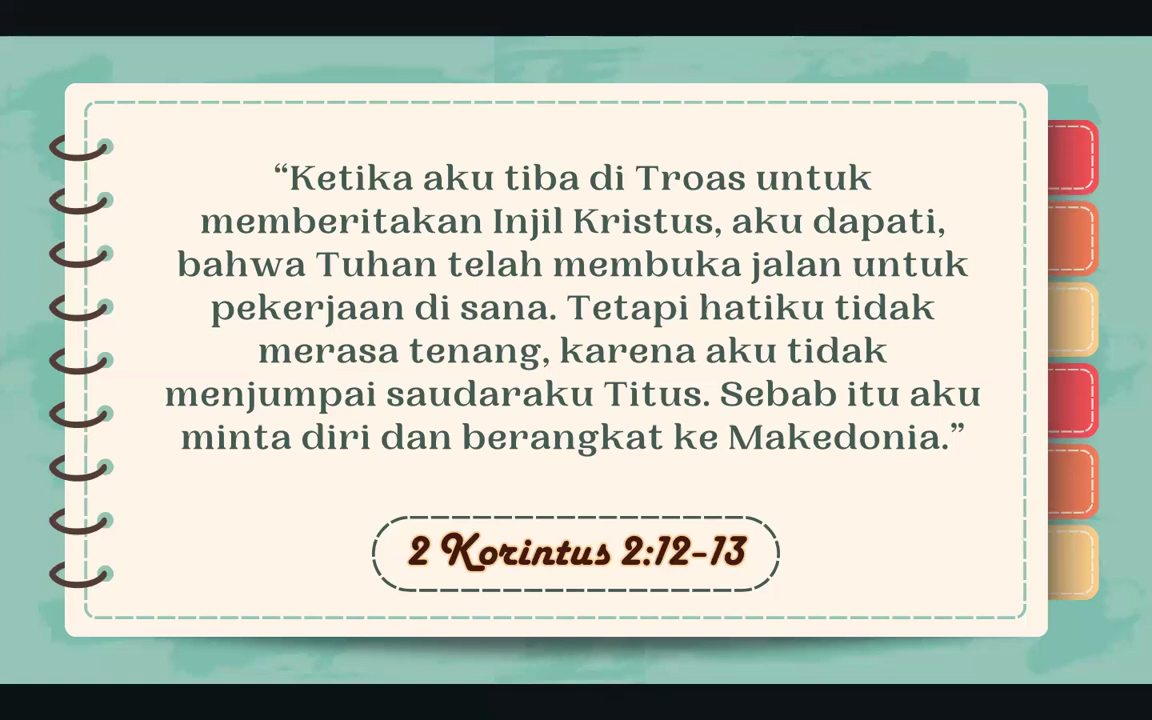 “Ketika aku tiba di Troas untuk
memberitakan Injil Kristus, aku dapati,
bahwa Tuhan telah membuka jalan untuk
pekerjaan di sana. Tetapi hatiku tidak
merasa tenang, karena aku tidak
menjumpai saudaraku Titus. Sebab itu aku
minta diri dan berangkat ke Makedonia.”
2 Korintus 2:12-13